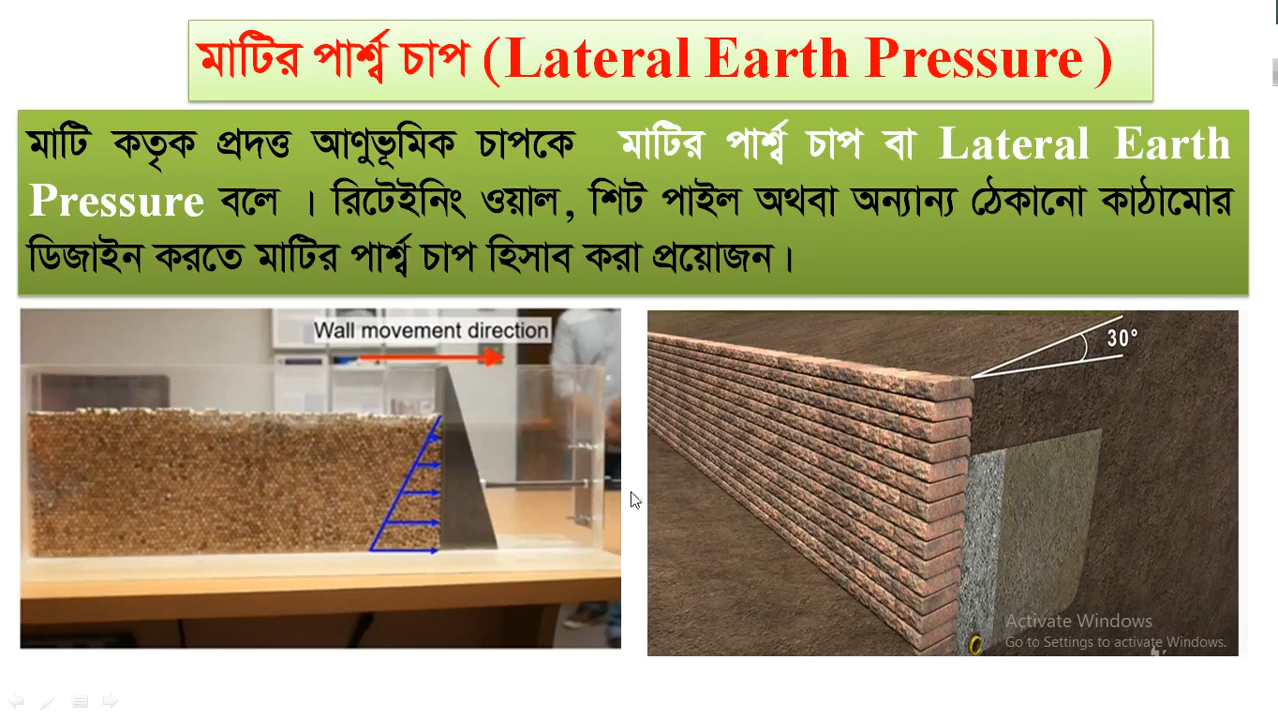 মাটির পার্শ্ব চাপ (Lateral Earth Pressure )
মাটি কতৃক প্রদত্ত আণুভূমিক চাপকে মাটির পার্শ্ব চাপ বা Lateral Earth
Pressure বলে । রিটেইনিং ওয়াল, শিট পাইল অথবা অন্যান্য ঠেকানো কাঠামোর
ডিজাইন করতে মাটির পার্শ্ব চাপ হিসাব করা প্রয়োজন।
Wall movement direction
30°
Activate Windows
Go to Settings to activate Windows.